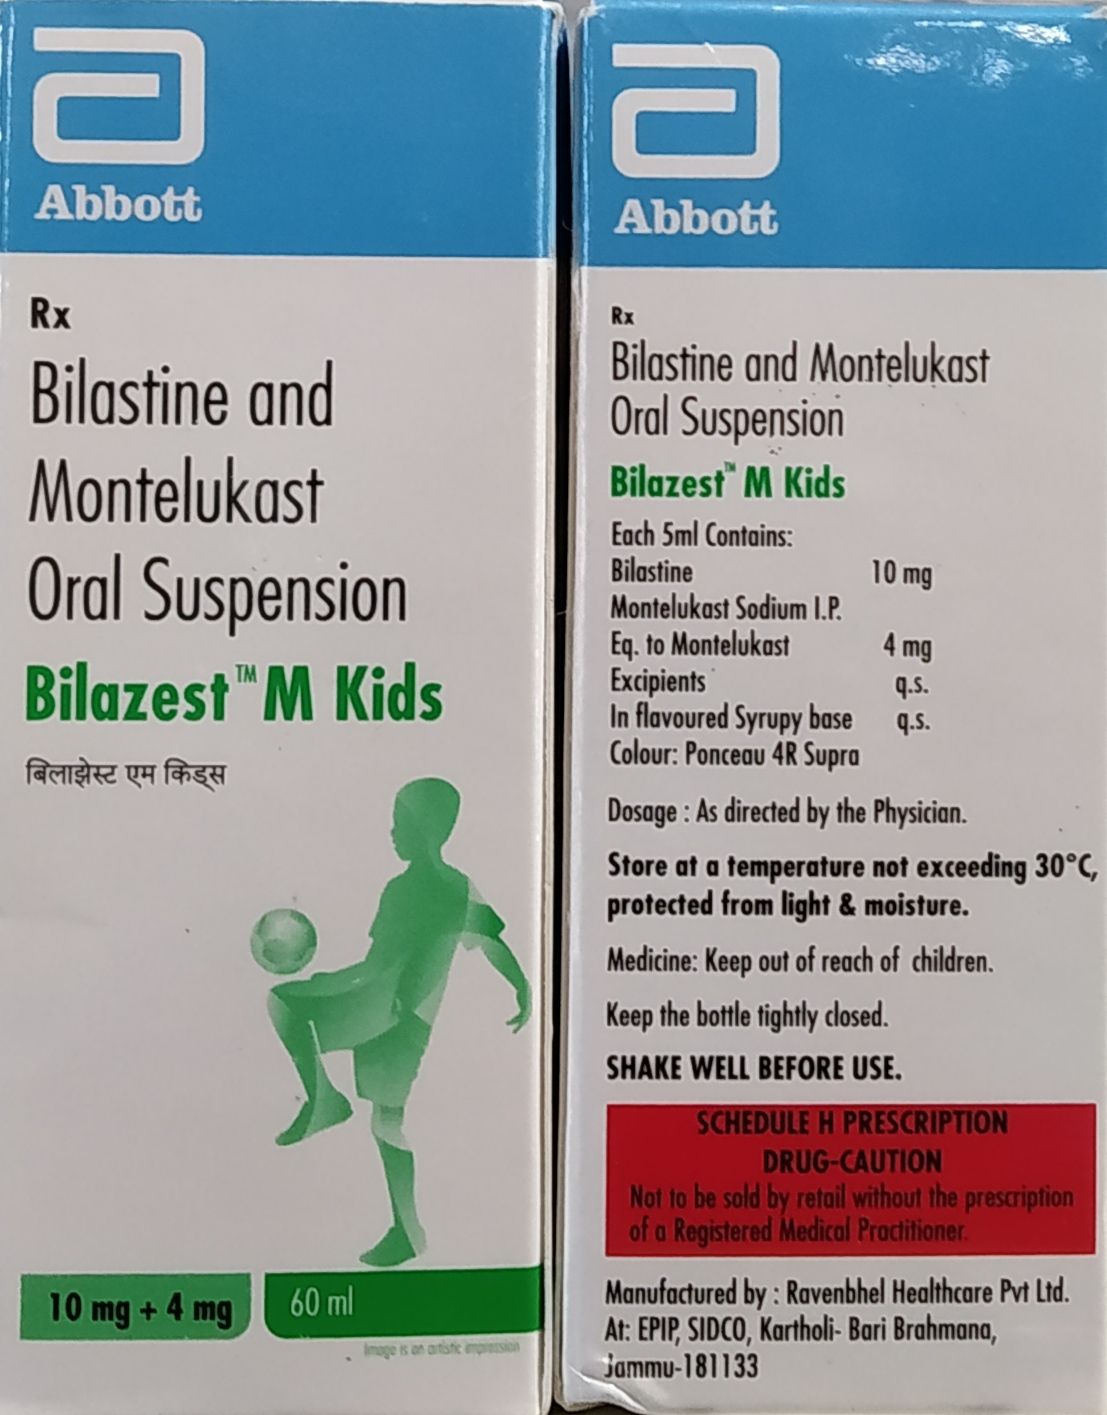 Abbott
Rx
Bilastine and
Montelukast
Oral Suspension
Bilazest™ M Kids
बिलाझेस्ट एम किड्स
10 mg + 4 mg
60 ml
Image is an artistic impression
Abbott
Rx
Bilastine and Montelukast
Oral Suspension
Bilazest™ M Kids
Each 5ml Contains:
Bilastine 10 mg
Montelukast Sodium I.P.
Eq. to Montelukast 4 mg
Excipients q.s.
In flavoured Syrupy base q.s.
Colour: Ponceau 4R Supra
Dosage : As directed by the Physician.
Store at a temperature not exceeding 30°C,
protected from light & moisture.
Medicine: Keep out of reach of children.
Keep the bottle tightly closed.
SHAKE WELL BEFORE USE.
SCHEDULE H PRESCRIPTION
DRUG-CAUTION
Not to be sold by retail without the prescription
of a Registered Medical Practitioner.
Manufactured by : Ravenbhel Healthcare Pvt Ltd.
At: EPIP, SIDCO, Kartholi- Bari Brahmana,
Jammu-181133